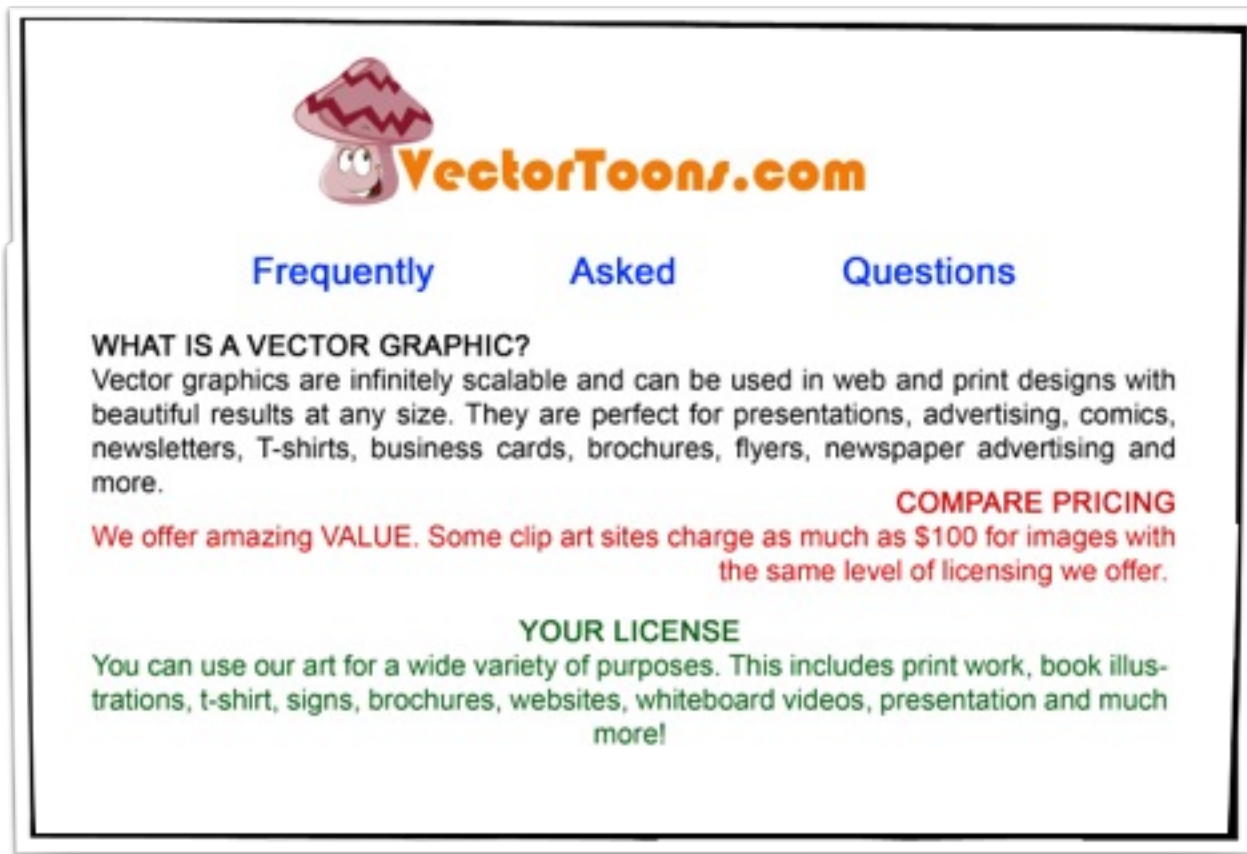 VectorToons.com
Frequently Asked Questions
WHAT IS A VECTOR GRAPHIC?
Vector graphics are infinitely scalable and can be used in web and print designs with
beautiful results at any size. They are perfect for presentations, advertising, comics,
newsletters, T-shirts, business cards, brochures, flyers, newspaper advertising and
more.
COMPARE PRICING
We offer amazing VALUE. Some clip art sites charge as much as $100 for images with
the same level of licensing we offer.
YOUR LICENSE
You can use our art for a wide variety of purposes. This includes print work, book illus-
trations, t-shirt, signs, brochures, websites, whiteboard videos, presentation and much
more!